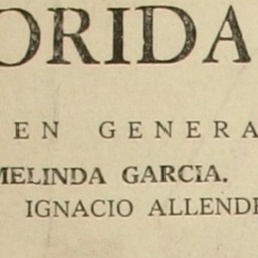 ORIDA
EN GENERA
MELINDA GARCIA.
IGNACIO ALLENDE